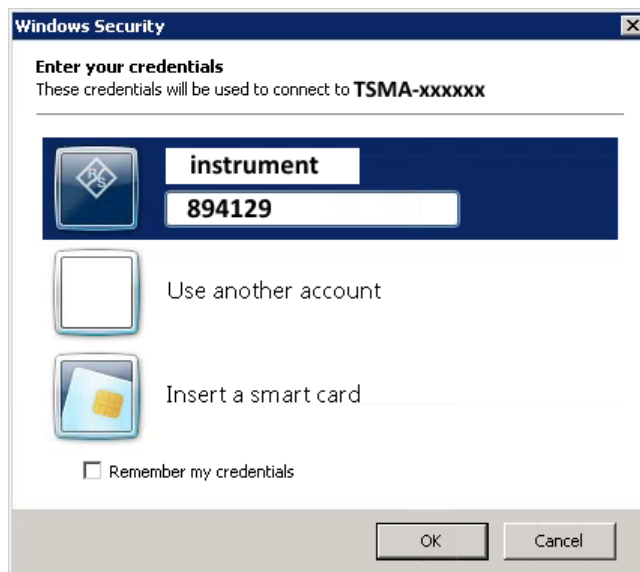 Windows Security
Enter your credentials
These credentials will be used to connect to TSMA-xxxxxx
R
S
instrument
894129
Use another account
Insert a smart card
Remember my credentials
OK
Cancel